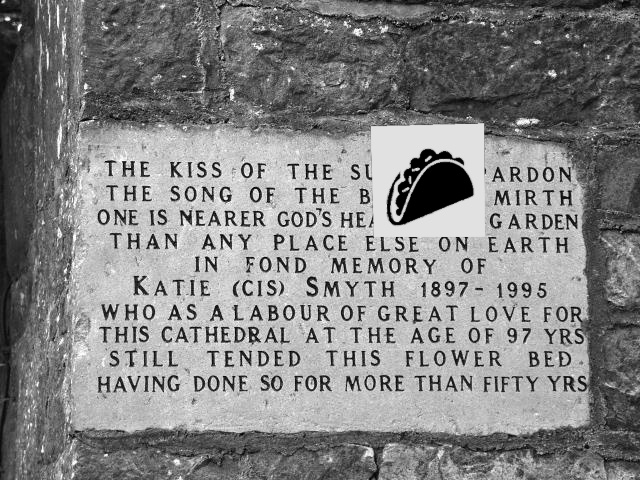 THE KISS OF THE PARDON
THE SONG OF THE MIRTH
ONE IS NEARER GOD'S GARDEN
THAN ANY PLACE ELSE ON EARTH
IN FOND MEMORY OF
KATIE (CIS) SMYTH 1897-1995
WHO AS A LABOUR OF GREAT LOVE FOR
THIS CATHEDRAL AT THE AGE OF 97 YRS
STILL TENDED THIS FLOWER BED
HAVING DONE SO FOR MORE THAN FIFTY YRS